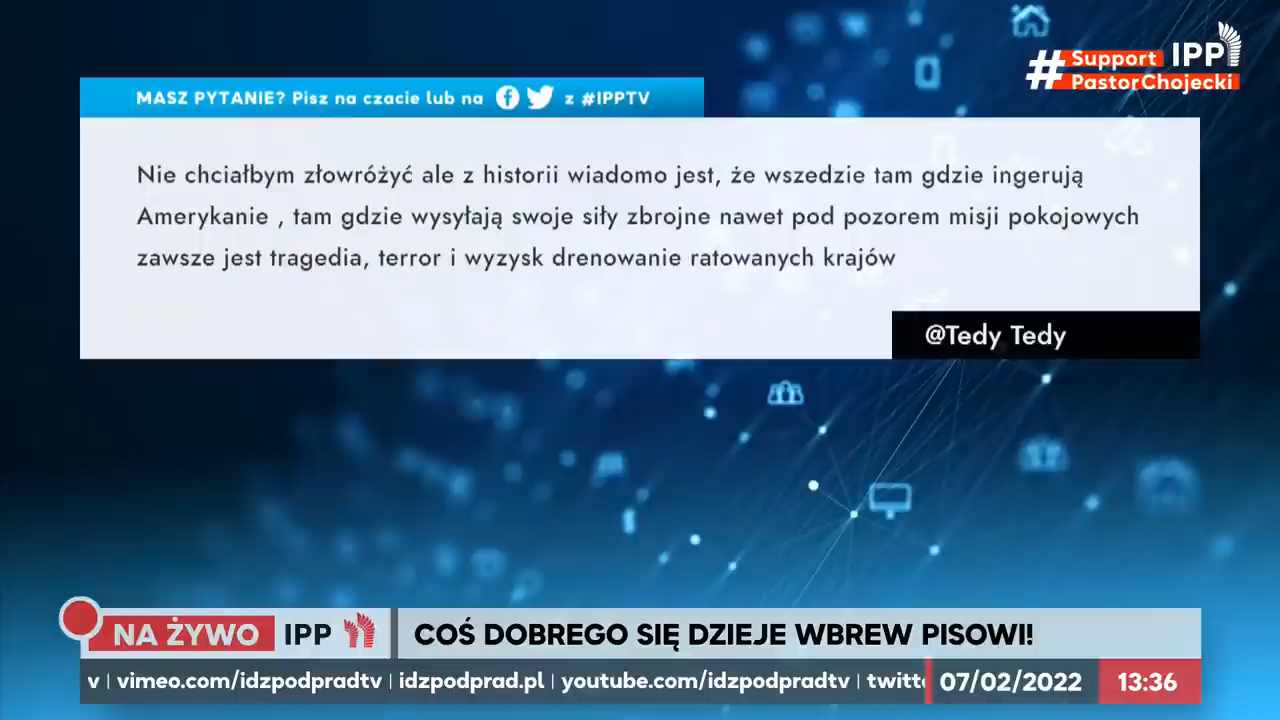 #Support IPP
PastorChojecki
MASZ PYTANIE? Pisz na czacie lub na z #IPPTV
Nie chciałbym złowróżyć ale z historii wiadomo jest, że wszedzie tam gdzie ingerują
Amerykanie , tam gdzie wysyłają swoje siły zbrojne nawet pod pozorem misji pokojowych
zawsze jest tragedia, terror i wyzysk drenowanie ratowanych krajów
@Tedy Tedy
NA ŻYWO IPP COŚ DOBREGO SIĘ DZIEJE WBREW PISOWI!
v | vimeo.com/idzpodpradtv | idzpodprad.pl | youtube.com/idzpodpradtv | 07/02/2022 13:36